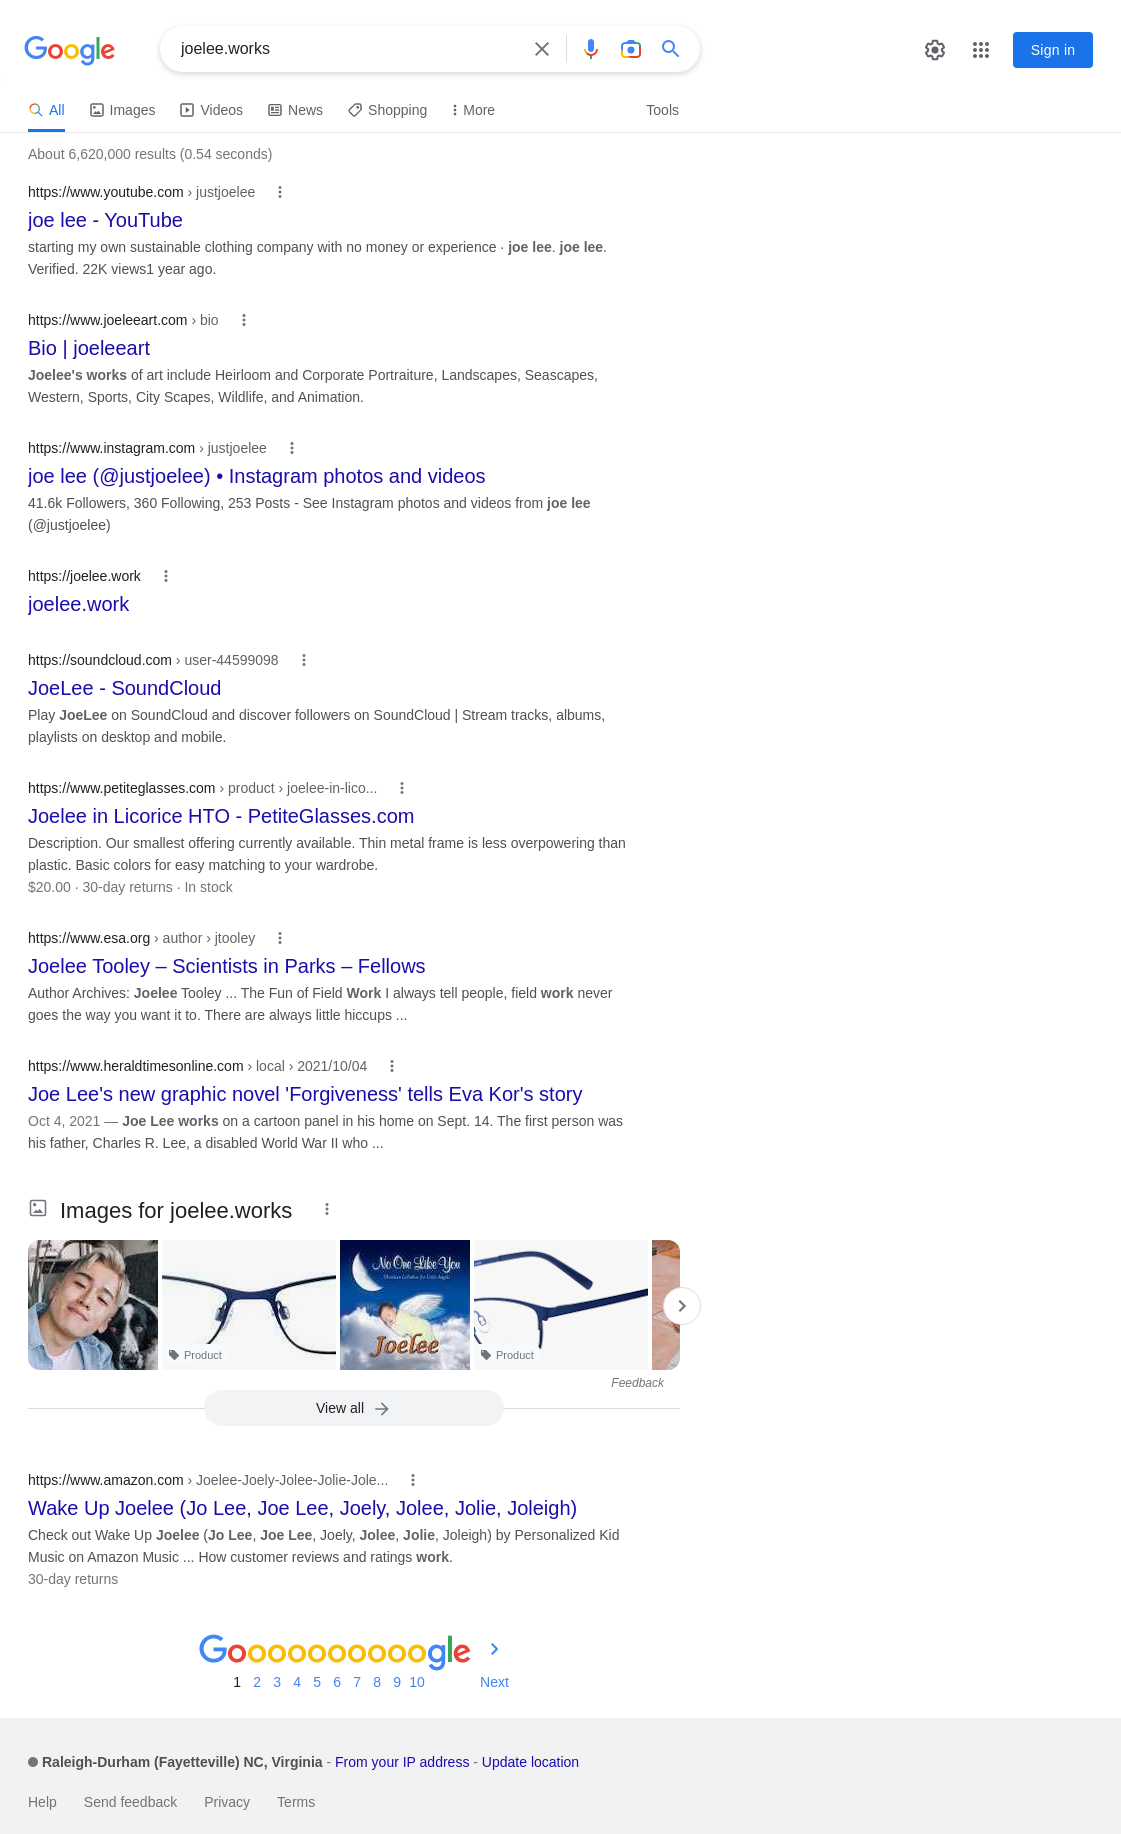 Google
joelee.works
Sign in
All
Images
Videos
News
Shopping
More
Tools
About 6,620,000 results (0.54 seconds)
https://www.youtube.com › justjoelee
joe lee - YouTube
starting my own sustainable clothing company with no money or experience · joe lee. joe lee.
Verified. 22K views1 year ago.
https://www.joeleeart.com › bio
Bio | joeleeart
Joelee's works of art include Heirloom and Corporate Portraiture, Landscapes, Seascapes,
Western, Sports, City Scapes, Wildlife, and Animation.
https://www.instagram.com › justjoelee
joe lee (@justjoelee) • Instagram photos and videos
41.6k Followers, 360 Following, 253 Posts - See Instagram photos and videos from joe lee
(@justjoelee)
https://joelee.work
joelee.work
https://soundcloud.com › user-44599098
JoeLee - SoundCloud
Play JoeLee on SoundCloud and discover followers on SoundCloud | Stream tracks, albums,
playlists on desktop and mobile.
https://www.petiteglasses.com › product › joelee-in-lico...
Joelee in Licorice HTO - PetiteGlasses.com
Description. Our smallest offering currently available. Thin metal frame is less overpowering than
plastic. Basic colors for easy matching to your wardrobe.
$20.00 · 30-day returns · In stock
https://www.esa.org › author › jtooley
Joelee Tooley – Scientists in Parks – Fellows
Author Archives: Joelee Tooley ... The Fun of Field Work I always tell people, field work never
goes the way you want it to. There are always little hiccups ...
https://www.heraldtimesonline.com › local › 2021/10/04
Joe Lee's new graphic novel 'Forgiveness' tells Eva Kor's story
Oct 4, 2021 — Joe Lee works on a cartoon panel in his home on Sept. 14. The first person was
his father, Charles R. Lee, a disabled World War II who ...
Images for joelee.works
No One Like You
Christian Lullabies for Little Angels
Joelee
Product
Product
Feedback
View all
https://www.amazon.com › Joelee-Joely-Jolee-Jolie-Jole...
Wake Up Joelee (Jo Lee, Joe Lee, Joely, Jolee, Jolie, Joleigh)
Check out Wake Up Joelee (Jo Lee, Joe Lee, Joely, Jolee, Jolie, Joleigh) by Personalized Kid
Music on Amazon Music ... How customer reviews and ratings work.
30-day returns
Goooooooooogle
1 2 3 4 5 6 7 8 9 10 Next
Raleigh-Durham (Fayetteville) NC, Virginia - From your IP address - Update location
Help Send feedback Privacy Terms